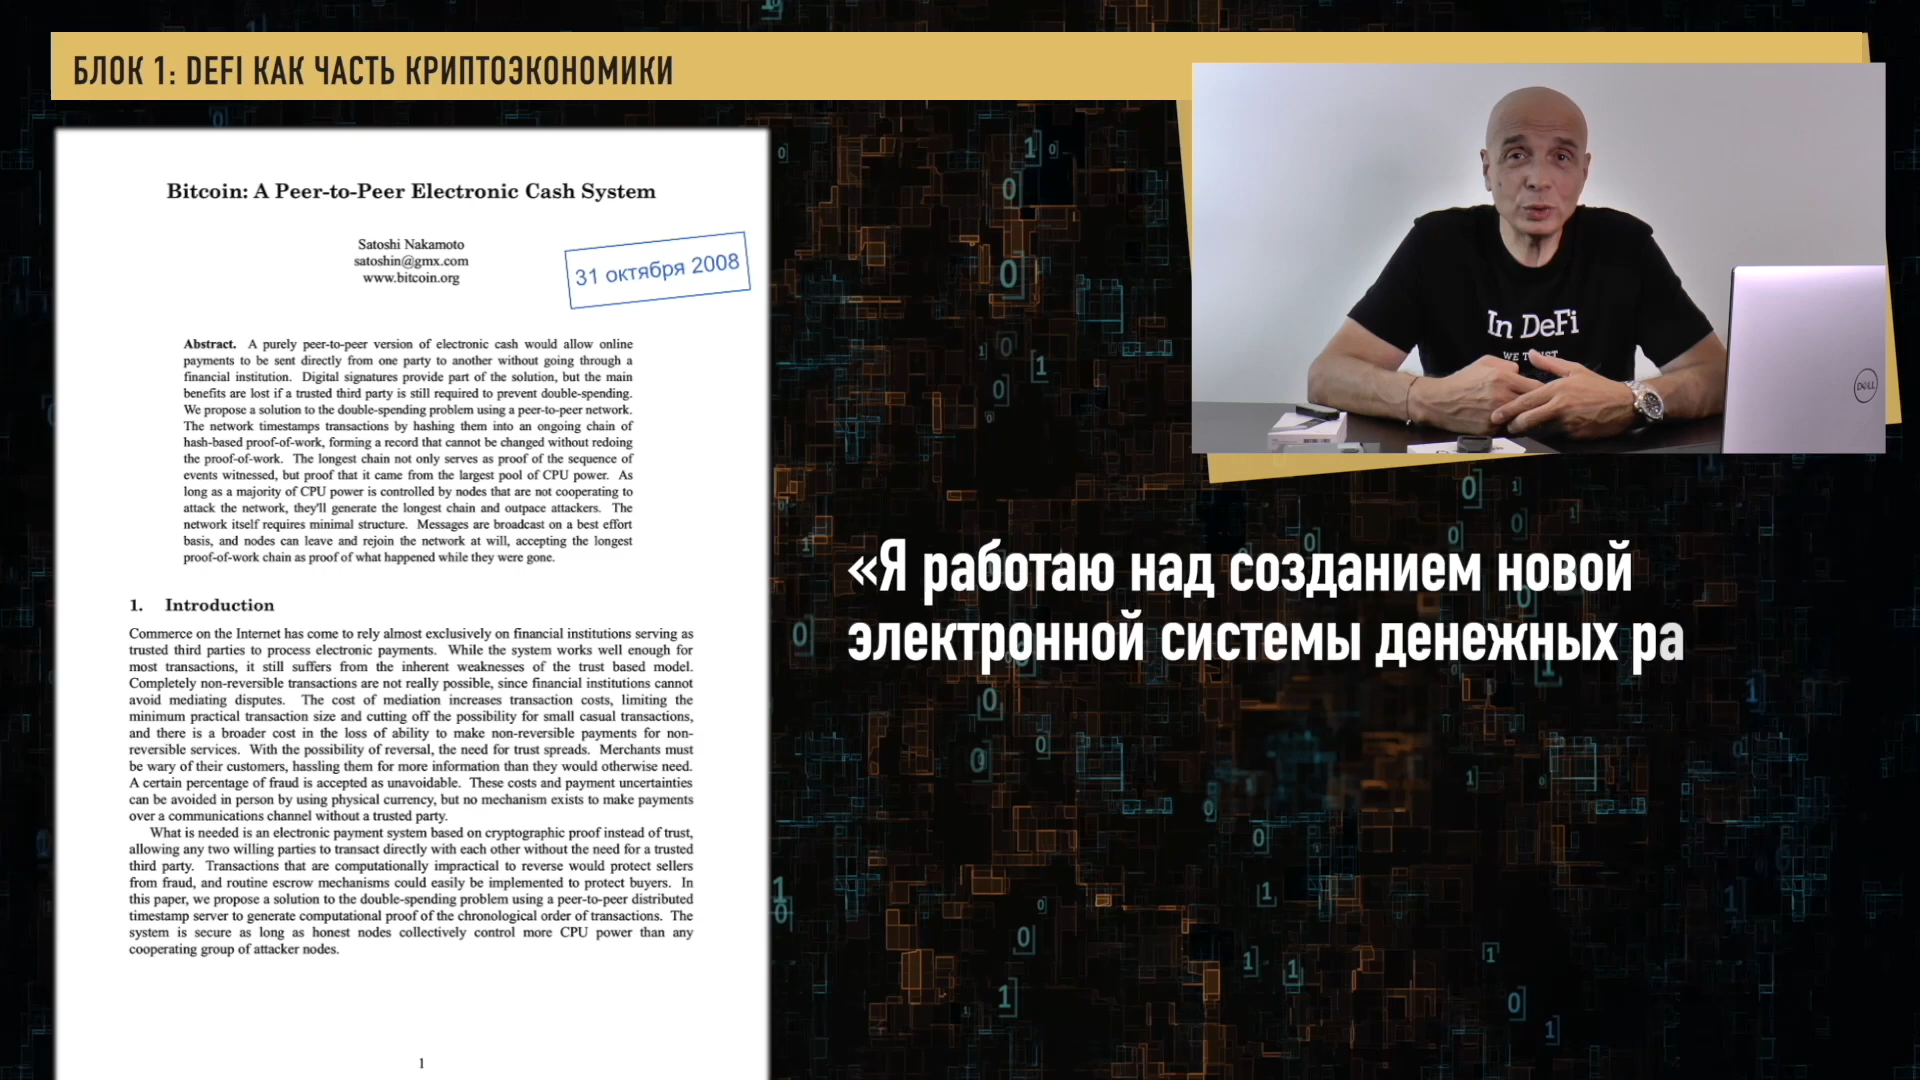 БЛОК 1: DEFI КАК ЧАСТЬ КРИПТОЭКОНОМИКИ
Bitcoin: A Peer-to-Peer Electronic Cash System
Satoshi Nakamoto
satoshin@gmx.com
www.bitcoin.org
31 октября 2008
Abstract. A purely peer-to-peer version of electronic cash would allow online
payments to be sent directly from one party to another without going through a
financial institution. Digital signatures provide part of the solution, but the main
benefits are lost if a trusted third party is still required to prevent double-spending.
We propose a solution to the double-spending problem using a peer-to-peer network.
The network timestamps transactions by hashing them into an ongoing chain of
hash-based proof-of-work, forming a record that cannot be changed without redoing
the proof-of-work. The longest chain not only serves as proof of the sequence of
events witnessed, but proof that it came from the largest pool of CPU power. As
long as a majority of CPU power is controlled by nodes that are not cooperating to
attack the network, they'll generate the longest chain and outpace attackers. The
network itself requires minimal structure. Messages are broadcast on a best effort
basis, and nodes can leave and rejoin the network at will, accepting the longest
proof-of-work chain as proof of what happened while they were gone.
1. Introduction
Commerce on the Internet has come to rely almost exclusively on financial institutions serving as
trusted third parties to process electronic payments. While the system works well enough for
most transactions, it still suffers from the inherent weaknesses of the trust based model.
Completely non-reversible transactions are not really possible, since financial institutions cannot
avoid mediating disputes. The cost of mediation increases transaction costs, limiting the
minimum practical transaction size and cutting off the possibility for small casual transactions,
and there is a broader cost in the loss of ability to make non-reversible payments for non-
reversible services. With the possibility of reversal, the need for trust spreads. Merchants must
be wary of their customers, hassling them for more information than they would otherwise need.
A certain percentage of fraud is accepted as unavoidable. These costs and payment uncertainties
can be avoided in person by using physical currency, but no mechanism exists to make payments
over a communications channel without a trusted party.
What is needed is an electronic payment system based on cryptographic proof instead of trust,
allowing any two willing parties to transact directly with each other without the need for a trusted
third party. Transactions that are computationally impractical to reverse would protect sellers
from fraud, and routine escrow mechanisms could easily be implemented to protect buyers. In
this paper, we propose a solution to the double-spending problem using a peer-to-peer distributed
timestamp server to generate computational proof of the chronological order of transactions. The
system is secure as long as honest nodes collectively control more CPU power than any
cooperating group of attacker nodes.
1
In DeFi
WE
DELL
«Я работаю над созданием новой
электронной системы денежных ра